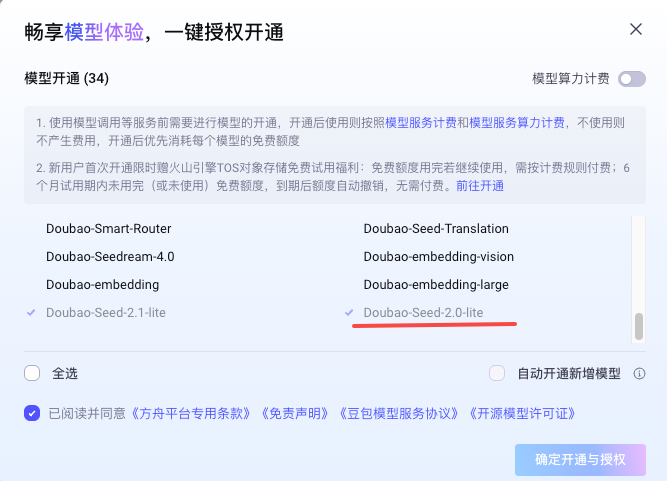 畅享模型体验，一键授权开通
模型开通 (34)
模型算力计费
1. 使用模型调用等服务前需要进行模型的开通，开通后使用则按照模型服务计费和模型服务算力计费，不使用则
不产生费用，开通后优先消耗每个模型的免费额度
2. 新用户首次开通限时赠火山引擎TOS对象存储免费试用福利：免费额度用完若继续使用，需按计费规则付费；6
个月试用期内未用完（或未使用）免费额度，到期后额度自动撤销，无需付费。前往开通
Doubao-Smart-Router
Doubao-Seed-Translation
Doubao-Seedream-4.0
Doubao-embedding-vision
Doubao-embedding
Doubao-embedding-large
Doubao-Seed-2.1-lite
Doubao-Seed-2.0-lite
全选
自动开通新增模型
已阅读并同意《方舟平台专用条款》《免责声明》《豆包模型服务协议》《开源模型许可证》
确定开通与授权